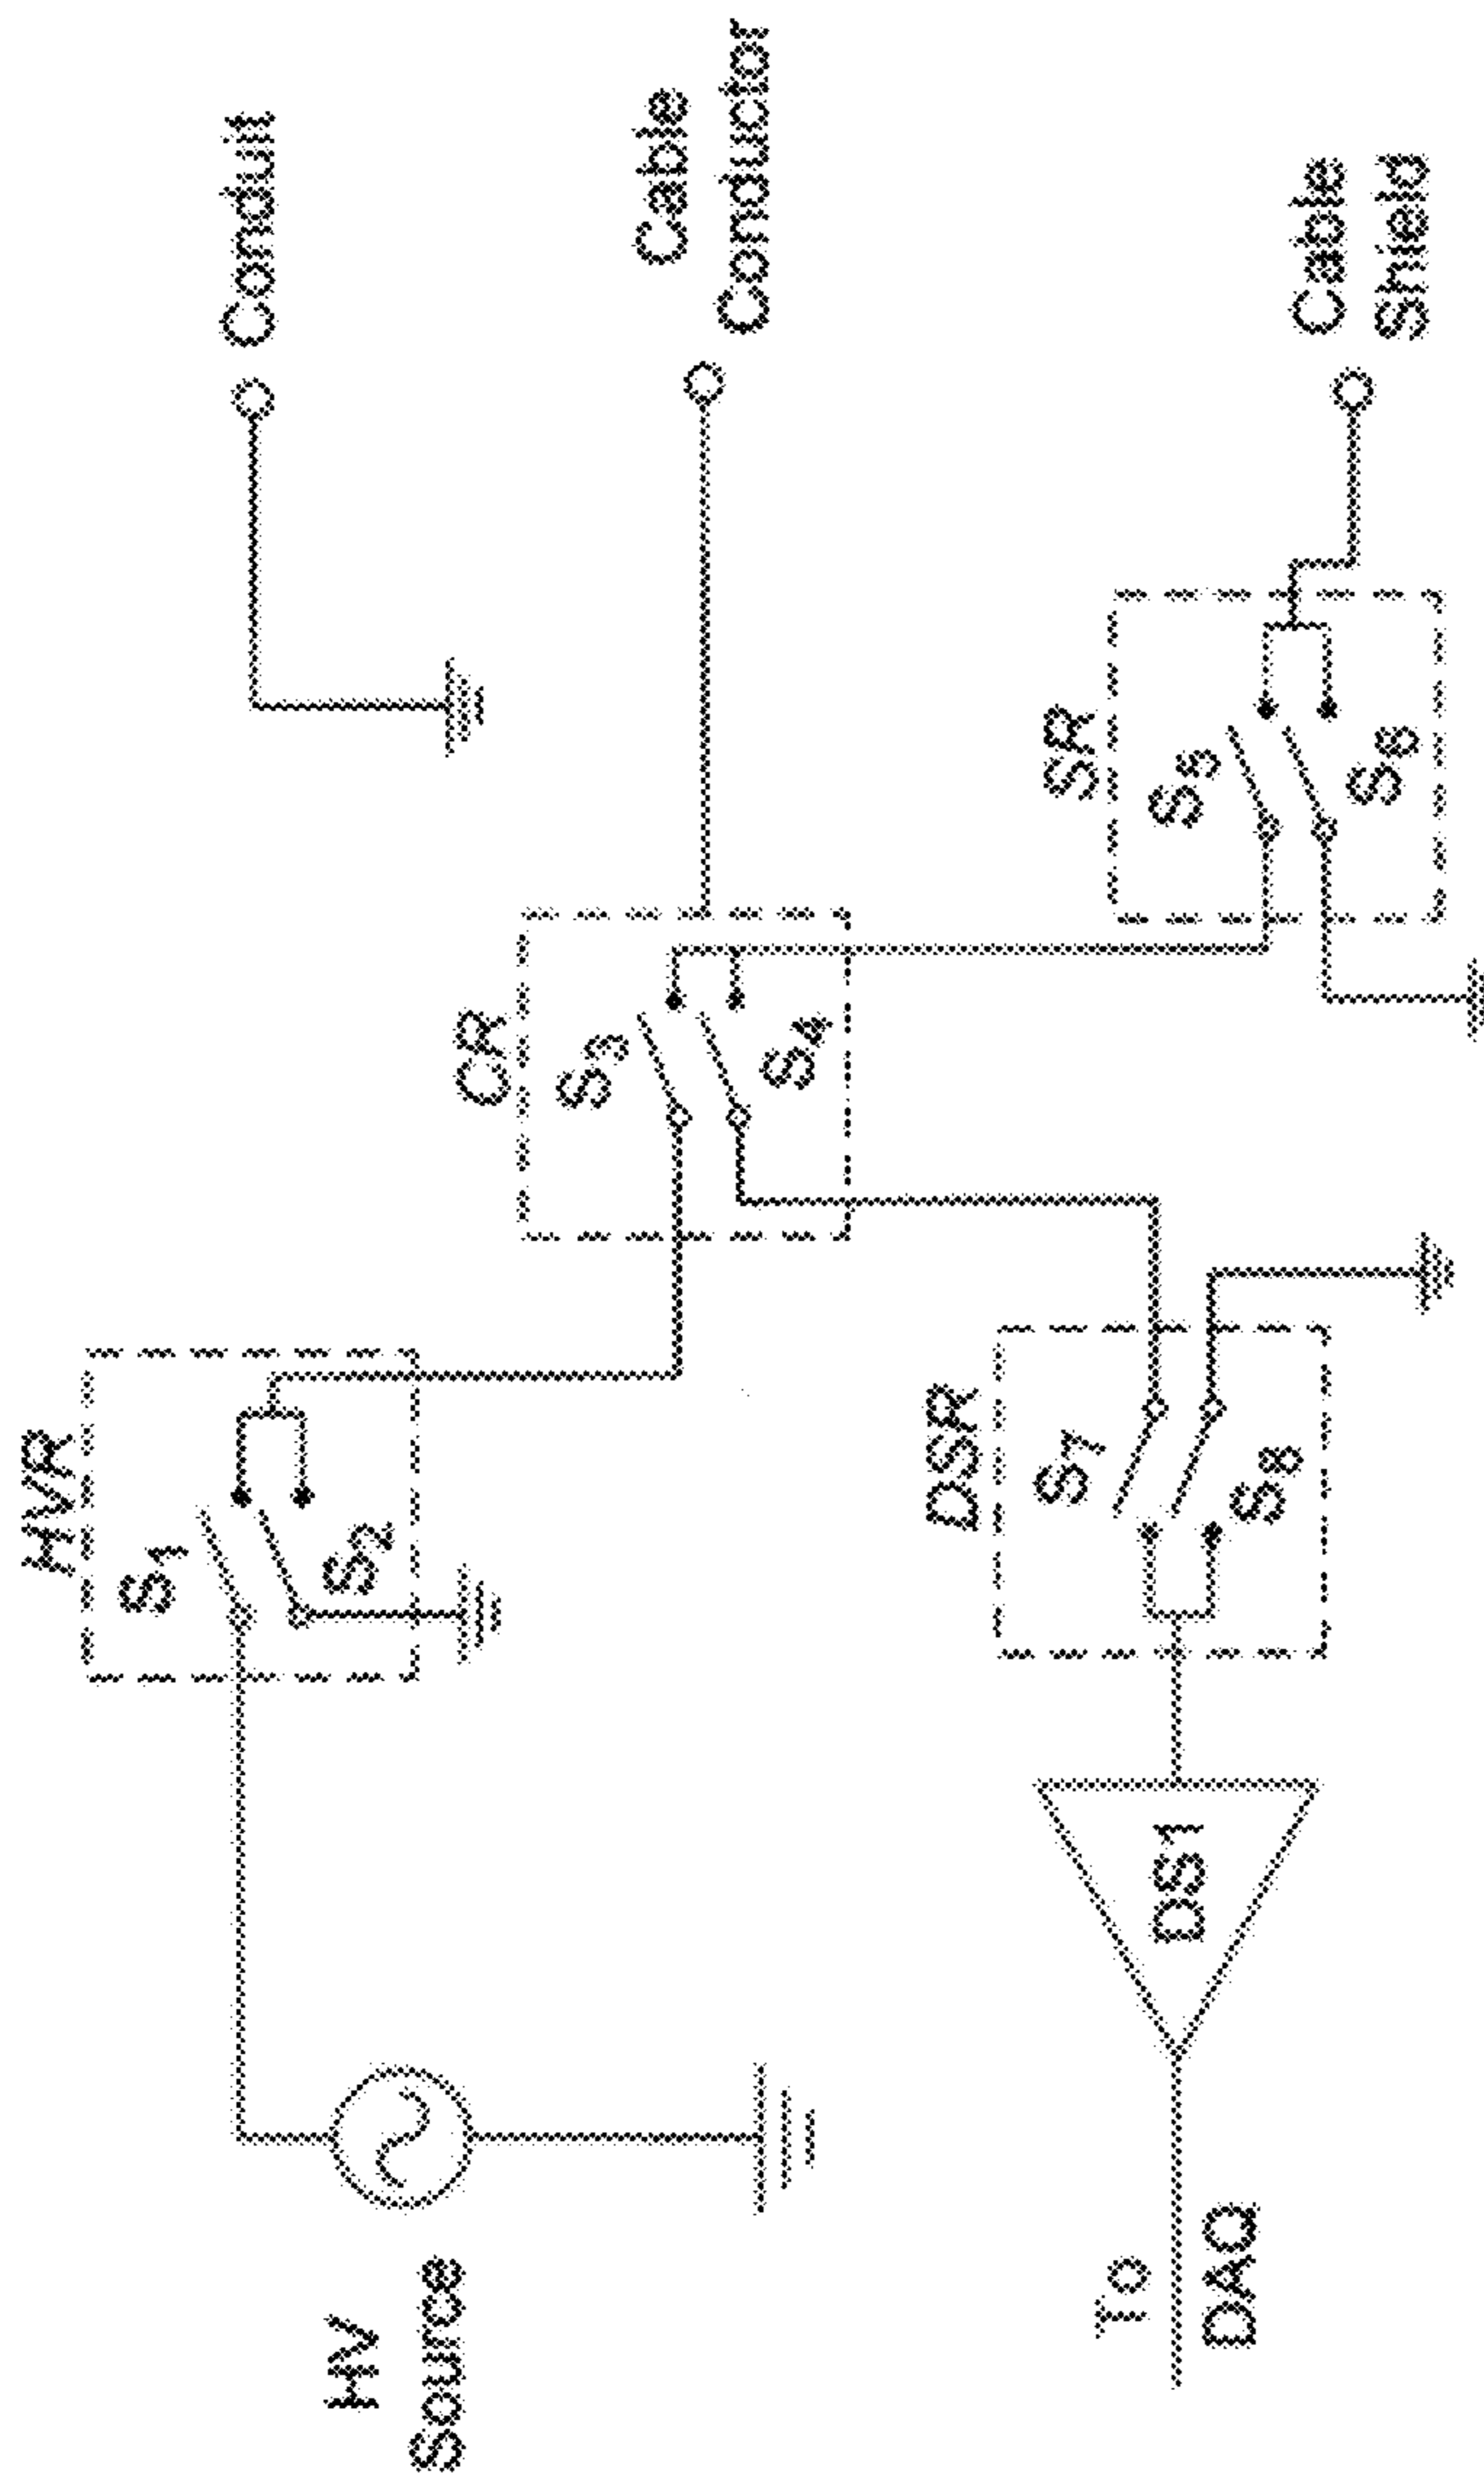 HV
Source
HVR
S1
S2
Conduit
CR
S3
S4
Cable
Conductor
To
DAQ
DS1
DSR
S7
S8
SR
S5
S6
Cable
Shield